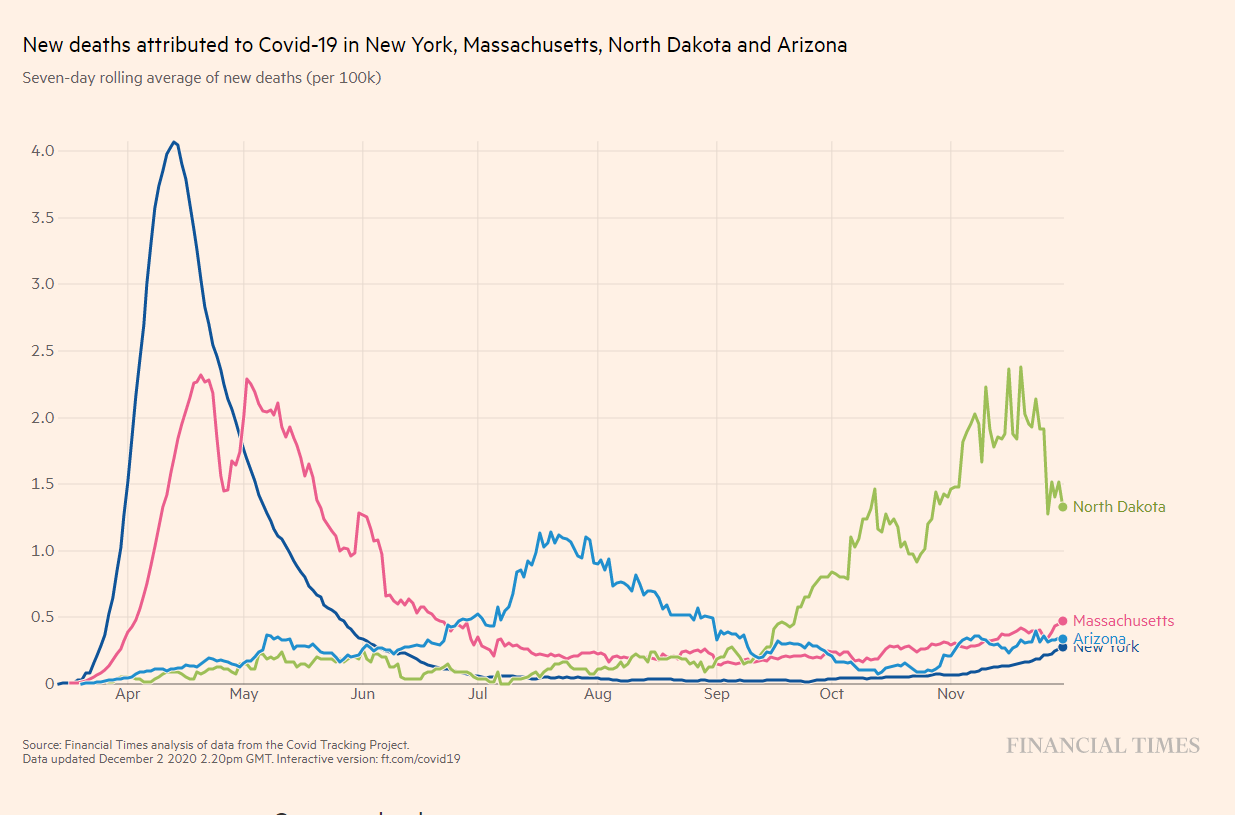 New deaths attributed to Covid-19 in New York, Massachusetts, North Dakota and Arizona
Seven-day rolling average of new deaths (per 100k)
4.0
3.5
3.0
2.5
2.0
1.5
North Dakota
1.0
0.5
Massachusetts
Arizona
New York
0
Apr May Jun Jul Aug Sep Oct Nov
Source: Financial Times analysis of data from the Covid Tracking Project.
Data updated December 2 2020 2.20pm GMT. Interactive version: ft.com/covid19
FINANCIAL TIMES